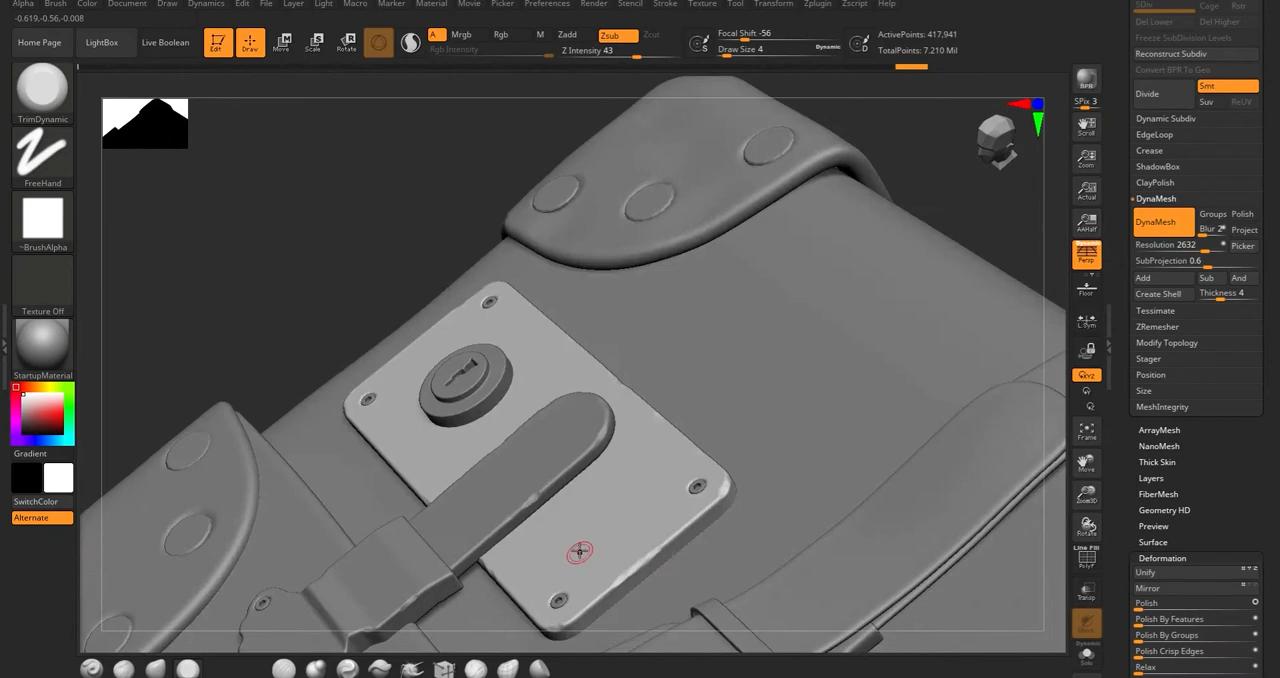 Alpha Brush Color Document Draw Dynamics Edit File Layer Light Macro Marker Material Movie Picker Preferences Render Stencil Stroke Texture Tool Transform Zplugin Zscript Help
-0.619,-0.56,-0.008
Home Page LightBox Live Boolean Edit Draw Move Scale Rotate
A Mrgb Rgb M Zadd Zsub Zcut
Rgb Intensity Z Intensity 43
S Focal Shift -56
Draw Size 4 Dynamic
D ActivePoints: 417,941
TotalPoints: 7.210 Mil
TrimDynamic
FreeHand
~BrushAlpha
Texture Off
StartupMaterial
Gradient
SwitchColor
Alternate
BPR
SPix 3
Scroll
Zoom
Actual
AAHalf
Dynamic
Persp
Floor
L.Sym
XYZ
Frame
Move
Zoom3D
Rotate
Line Fill
PolyF
Transp
Dynamic
Solo
SDiv Cage Rstr
Del Lower Del Higher
Freeze Subdivision Levels
Reconstruct Subdiv
Convert BPR To Geo
Divide Smt
Suv ReUV
Dynamic Subdiv
EdgeLoop
Crease
ShadowBox
ClayPolish
DynaMesh
DynaMesh Groups Polish
Blur 2 Project
Resolution 2632 Picker
SubProjection 0.6
Add Sub And
Create Shell Thickness 4
Tessimate
ZRemesher
Modify Topology
Stager
Position
Size
MeshIntegrity
ArrayMesh
NanoMesh
Thick Skin
Layers
FiberMesh
Geometry HD
Preview
Surface
Deformation
Unify
Mirror
Polish
Polish By Features
Polish By Groups
Polish Crisp Edges
Relax